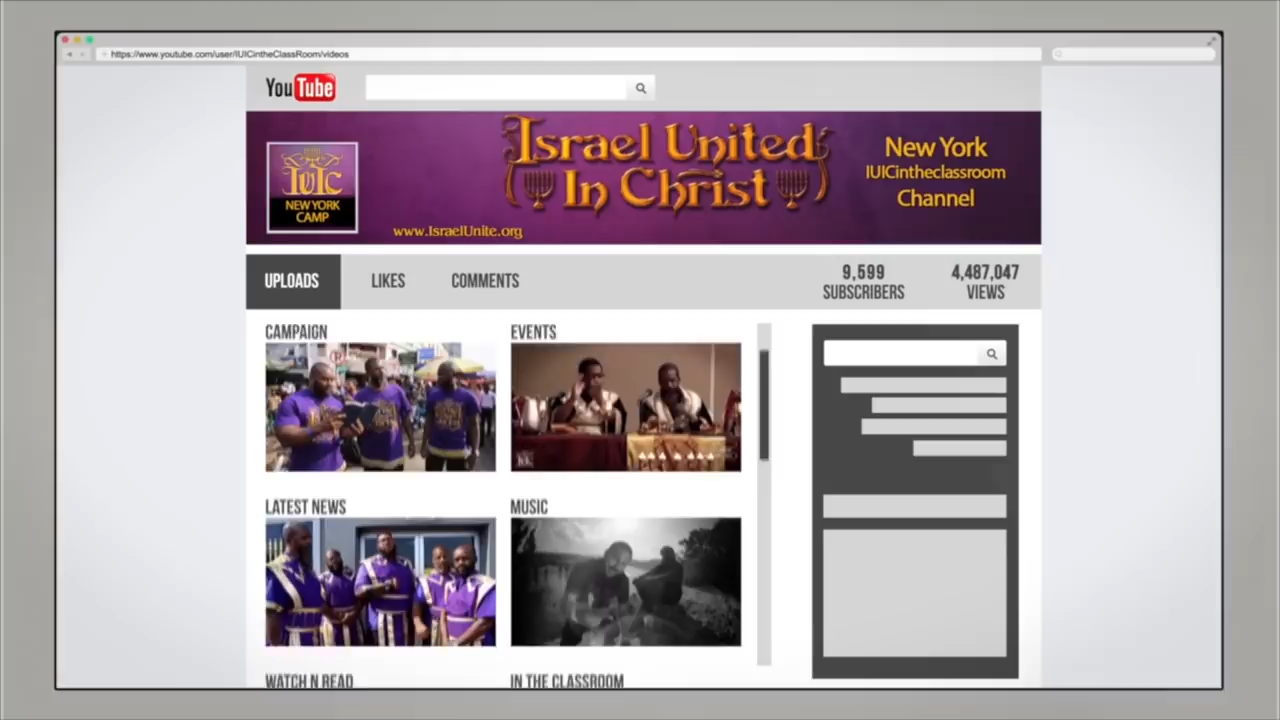 https://www.youtube.com/user/IUICintheClassRoom/videos
YouTube
Israel United
In Christ
IUIC
NEW YORK
CAMP
www.IsraelUnite.org
New York
IUICintheclassroom
Channel
UPLOADS
LIKES
COMMENTS
9,599
SUBSCRIBERS
4,487,047
VIEWS
CAMPAIGN
EVENTS
LATEST NEWS
MUSIC
WATCH N READ
IN THE CLASSROOM